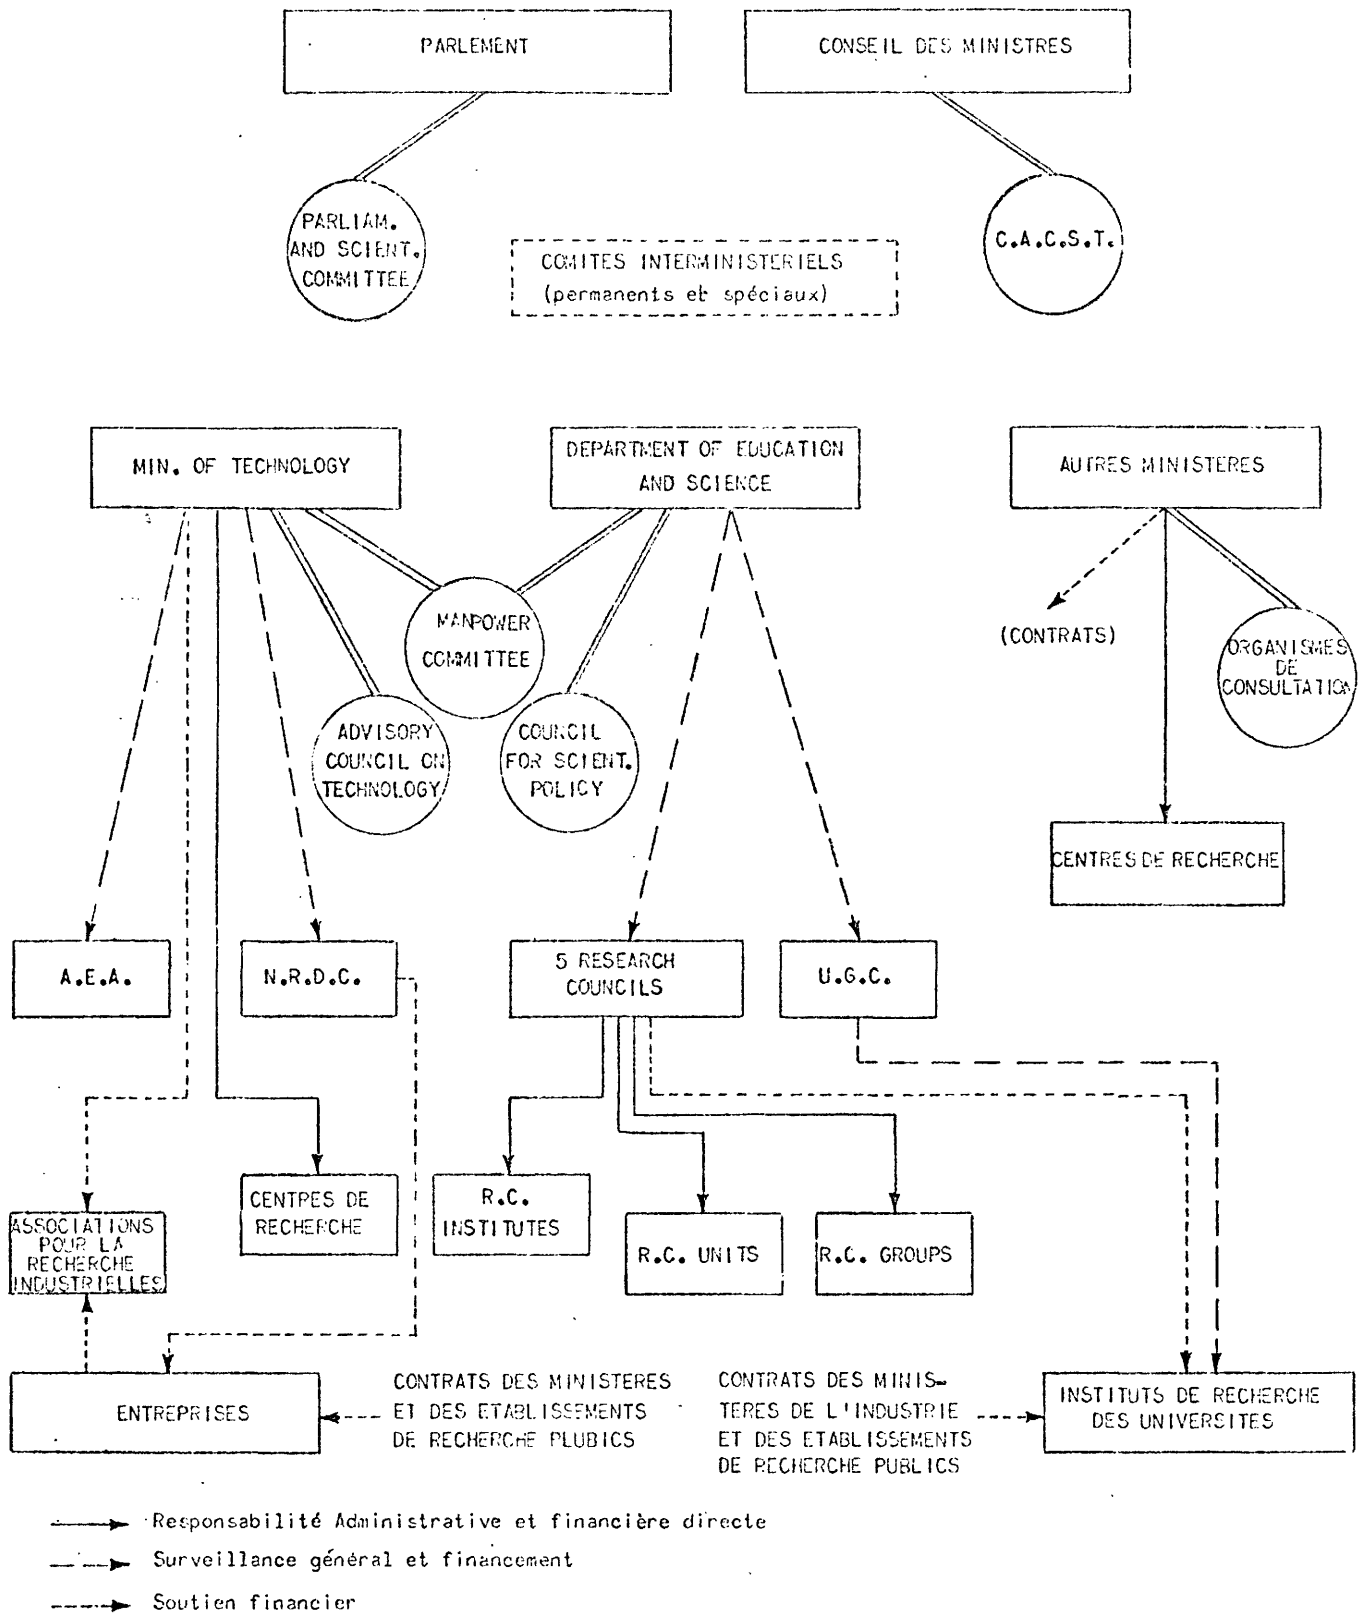 PARLEMENT
CONSEIL DES MINISTRES
PARLIAM.
AND SCIENT.
COMMITTEE
C.A.C.S.T.
COMITES INTERMINISTERIELS
(permanents et spéciaux)
MIN. OF TECHNOLOGY
DEPARTMENT OF EDUCATION
AND SCIENCE
AUTRES MINISTERES
MANPOWER
COMMITTEE
(CONTRATS)
ORGANISMES
DE
CONSULTATION
ADVISORY
COUNCIL ON
TECHNOLOGY
COUNCIL
FOR SCIENT.
POLICY
CENTRES DE RECHERCHE
A.E.A.
N.R.D.C.
5 RESEARCH
COUNCILS
U.G.C.
ASSOCIATIONS
POUR LA
RECHERCHE
INDUSTRIELLES
CENTRES DE
RECHERCHE
R.C.
INSTITUTES
R.C. UNITS
R.C. GROUPS
ENTREPRISES
CONTRATS DES MINISTERES
ET DES ETABLISSEMENTS
DE RECHERCHE PLUBICS
CONTRATS DES MINIS-
TERES DE L'INDUSTRIE
ET DES ETABLISSEMENTS
DE RECHERCHE PUBLICS
INSTITUTS DE RECHERCHE
DES UNIVERSITES
Responsabilité Administrative et financière directe
Surveillance général et financement
Soutien financier